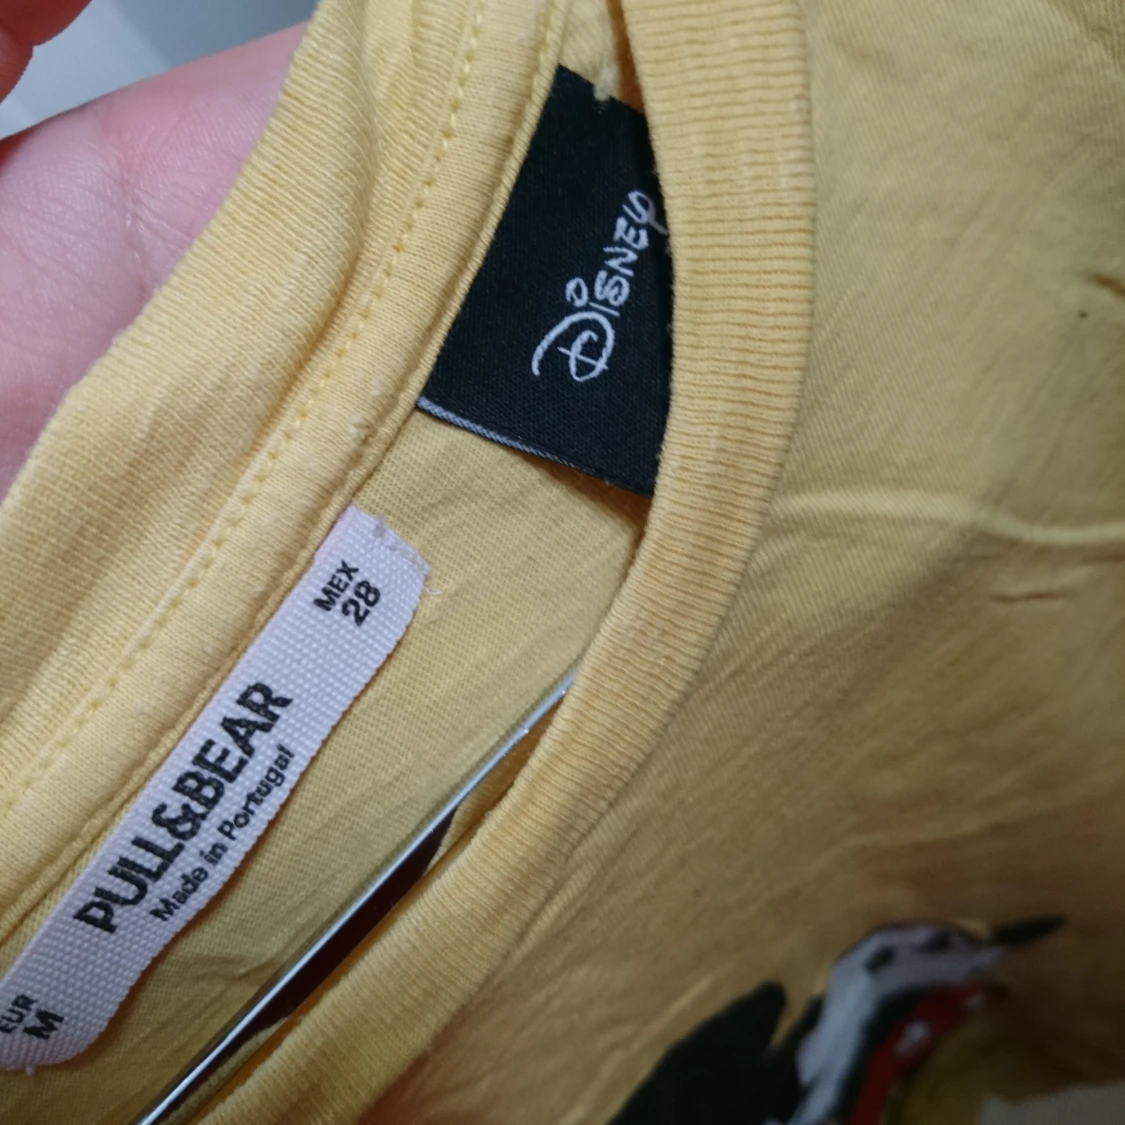 DISNEY
MEX
28
PULL&BEAR
Made in Portugal
EUR
M